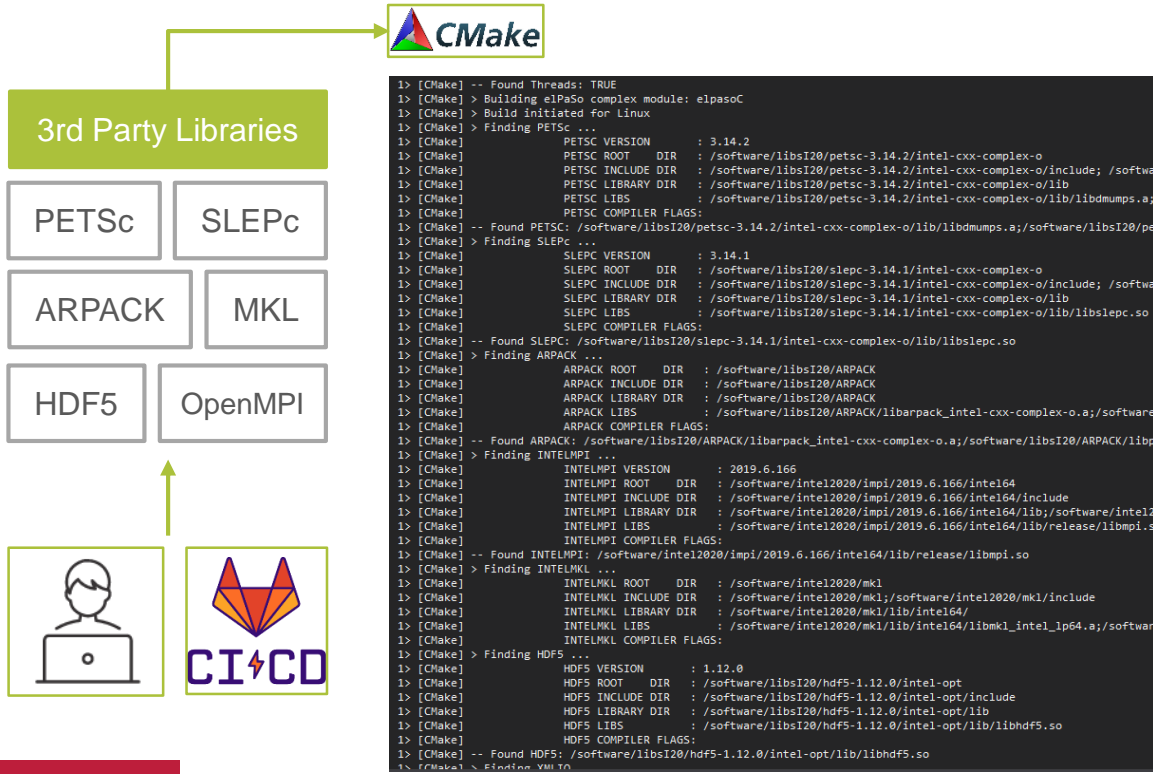 CMake
3rd Party Libraries
PETSc
SLEPc
ARPACK
MKL
HDF5
OpenMPI
CI CD
1> [CMake] -- Found Threads: TRUE
1> [CMake] > Building elPaSo complex module: elpasoC
1> [CMake] > Build initiated for Linux
1> [CMake] > Finding PETSc ...
1> [CMake] PETSC VERSION : 3.14.2
1> [CMake] PETSC ROOT DIR : /software/libsI20/petsc-3.14.2/intel-cxx-complex-o
1> [CMake] PETSC INCLUDE DIR : /software/libsI20/petsc-3.14.2/intel-cxx-complex-o/include; /softwa
1> [CMake] PETSC LIBRARY DIR : /software/libsI20/petsc-3.14.2/intel-cxx-complex-o/lib
1> [CMake] PETSC LIBS : /software/libsI20/petsc-3.14.2/intel-cxx-complex-o/lib/libdmumps.a;
1> [CMake] PETSC COMPILER FLAGS:
1> [CMake] -- Found PETSC: /software/libsI20/petsc-3.14.2/intel-cxx-complex-o/lib/libdmumps.a;/software/libsI20/pe
1> [CMake] > Finding SLEPc ...
1> [CMake] SLEPC VERSION : 3.14.1
1> [CMake] SLEPC ROOT DIR : /software/libsI20/slepc-3.14.1/intel-cxx-complex-o
1> [CMake] SLEPC INCLUDE DIR : /software/libsI20/slepc-3.14.1/intel-cxx-complex-o/include; /softwa
1> [CMake] SLEPC LIBRARY DIR : /software/libsI20/slepc-3.14.1/intel-cxx-complex-o/lib
1> [CMake] SLEPC LIBS : /software/libsI20/slepc-3.14.1/intel-cxx-complex-o/lib/libslepc.so
1> [CMake] SLEPC COMPILER FLAGS:
1> [CMake] -- Found SLEPC: /software/libsI20/slepc-3.14.1/intel-cxx-complex-o/lib/libslepc.so
1> [CMake] > Finding ARPACK ...
1> [CMake] ARPACK ROOT DIR : /software/libsI20/ARPACK
1> [CMake] ARPACK INCLUDE DIR : /software/libsI20/ARPACK
1> [CMake] ARPACK LIBRARY DIR : /software/libsI20/ARPACK
1> [CMake] ARPACK LIBS : /software/libsI20/ARPACK/libarpack_intel-cxx-complex-o.a;/software
1> [CMake] ARPACK COMPILER FLAGS:
1> [CMake] -- Found ARPACK: /software/libsI20/ARPACK/libarpack_intel-cxx-complex-o.a;/software/libsI20/ARPACK/libp
1> [CMake] > Finding INTELMPI ...
1> [CMake] INTELMPI VERSION : 2019.6.166
1> [CMake] INTELMPI ROOT DIR : /software/intel2020/impi/2019.6.166/intel64
1> [CMake] INTELMPI INCLUDE DIR : /software/intel2020/impi/2019.6.166/intel64/include
1> [CMake] INTELMPI LIBRARY DIR : /software/intel2020/impi/2019.6.166/intel64/lib;/software/intel2
1> [CMake] INTELMPI LIBS : /software/intel2020/impi/2019.6.166/intel64/lib/release/libmpi.s
1> [CMake] INTELMPI COMPILER FLAGS:
1> [CMake] -- Found INTELMPI: /software/intel2020/impi/2019.6.166/intel64/lib/release/libmpi.so
1> [CMake] > Finding INTELMKL ...
1> [CMake] INTELMKL ROOT DIR : /software/intel2020/mkl
1> [CMake] INTELMKL INCLUDE DIR : /software/intel2020/mkl;/software/intel2020/mkl/include
1> [CMake] INTELMKL LIBRARY DIR : /software/intel2020/mkl/lib/intel64/
1> [CMake] INTELMKL LIBS : /software/intel2020/mkl/lib/intel64/libmkl_intel_lp64.a;/softwar
1> [CMake] INTELMKL COMPILER FLAGS:
1> [CMake] > Finding HDF5 ...
1> [CMake] HDF5 VERSION : 1.12.0
1> [CMake] HDF5 ROOT DIR : /software/libsI20/hdf5-1.12.0/intel-opt
1> [CMake] HDF5 INCLUDE DIR : /software/libsI20/hdf5-1.12.0/intel-opt/include
1> [CMake] HDF5 LIBRARY DIR : /software/libsI20/hdf5-1.12.0/intel-opt/lib
1> [CMake] HDF5 LIBS : /software/libsI20/hdf5-1.12.0/intel-opt/lib/libhdf5.so
1> [CMake] HDF5 COMPILER FLAGS:
1> [CMake] -- Found HDF5: /software/libsI20/hdf5-1.12.0/intel-opt/lib/libhdf5.so
1> [CMake] > Finding